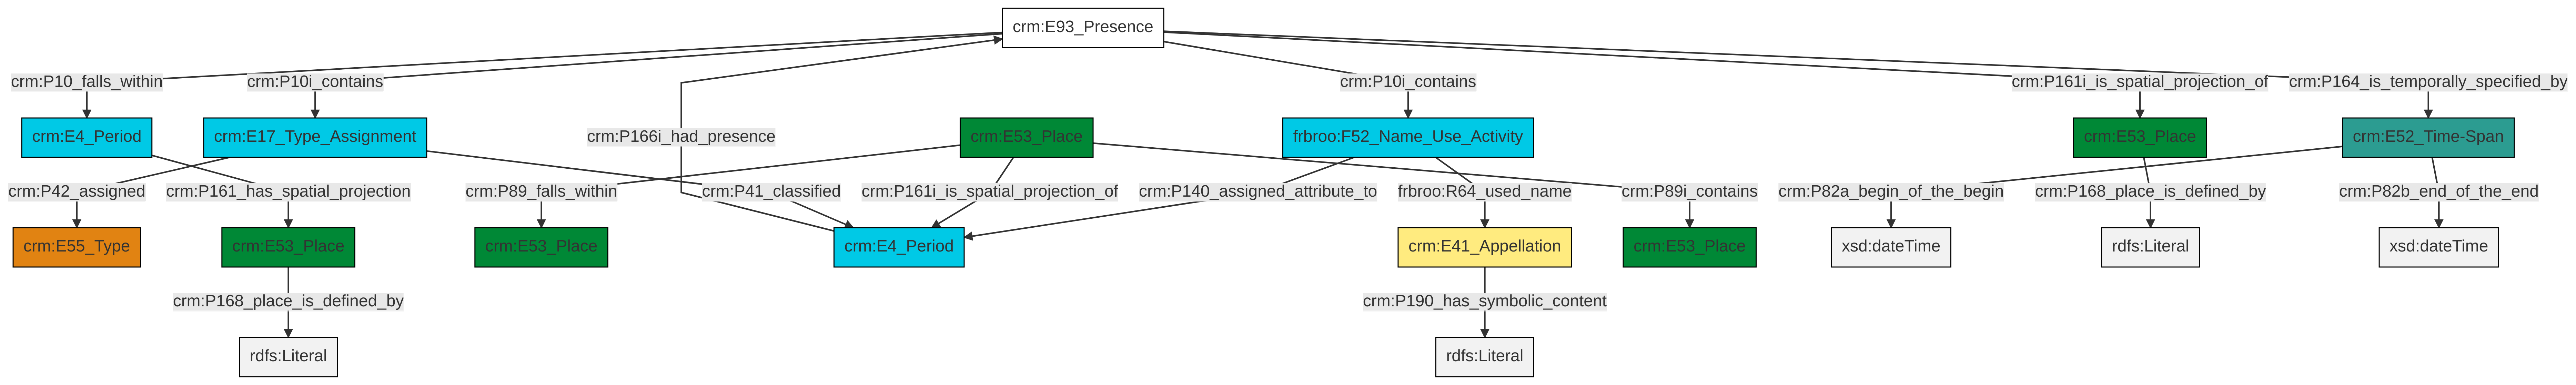 crm:E93_Presence
crm:P10_falls_within
crm:P10i_contains
crm:P10i_contains
crm:P161i_is_spatial_projection_of
crm:P164_is_temporally_specified_by
crm:E4_Period
crm:E17_Type_Assignment
crm:P166i_had_presence
crm:E53_Place
frbroo:F52_Name_Use_Activity
crm:E53_Place
crm:E52_Time-Span
crm:P42_assigned
crm:P161_has_spatial_projection
crm:P89_falls_within
crm:P41_classified
crm:P161i_is_spatial_projection_of
crm:P140_assigned_attribute_to
frbroo:R64_used_name
crm:P89i_contains
crm:P82a_begin_of_the_begin
crm:P168_place_is_defined_by
crm:P82b_end_of_the_end
crm:E55_Type
crm:E53_Place
crm:E53_Place
crm:E4_Period
crm:E41_Appellation
crm:E53_Place
xsd:dateTime
rdfs:Literal
xsd:dateTime
crm:P168_place_is_defined_by
crm:P190_has_symbolic_content
rdfs:Literal
rdfs:Literal